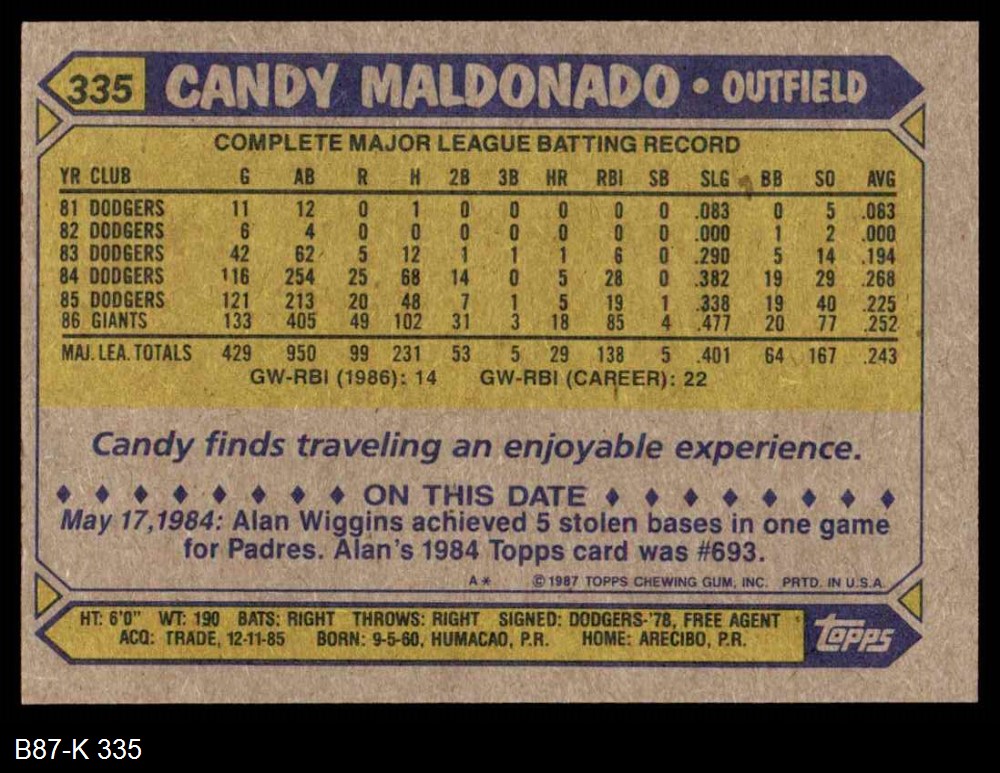 335 CANDY MALDONADO • OUTFIELD
COMPLETE MAJOR LEAGUE BATTING RECORD
YR CLUB G AB R H 2B 3B HR RBI SB SLG BB SO AVG
81 DODGERS 11 12 0 1 0 0 0 0 0 .083 0 5 .083
82 DODGERS 6 4 0 0 0 0 0 0 0 .000 1 2 .000
83 DODGERS 42 62 5 12 1 1 1 6 0 .290 5 14 .194
84 DODGERS 116 254 25 68 14 0 5 28 0 .382 19 29 .268
85 DODGERS 121 213 20 48 7 1 5 19 1 .338 19 40 .225
86 GIANTS 133 405 49 102 31 3 18 85 4 .477 20 77 .252
MAJ. LEA. TOTALS 429 950 99 231 53 5 29 138 5 .401 64 167 .243
GW-RBI (1986): 14 GW-RBI (CAREER): 22
Candy finds traveling an enjoyable experience.
♦ ♦ ♦ ♦ ♦ ♦ ♦ ♦ ON THIS DATE ♦ ♦ ♦ ♦ ♦ ♦ ♦ ♦
May 17, 1984: Alan Wiggins achieved 5 stolen bases in one game
for Padres. Alan's 1984 Topps card was #693.
A* © 1987 TOPPS CHEWING GUM, INC. PRTD. IN U.S.A.
HT: 6'0" WT: 190 BATS: RIGHT THROWS: RIGHT SIGNED: DODGERS-'78, FREE AGENT
ACQ: TRADE, 12-11-85 BORN: 9-5-60, HUMACAO, P.R. HOME: ARECIBO, P.R.
topps
B87-K 335